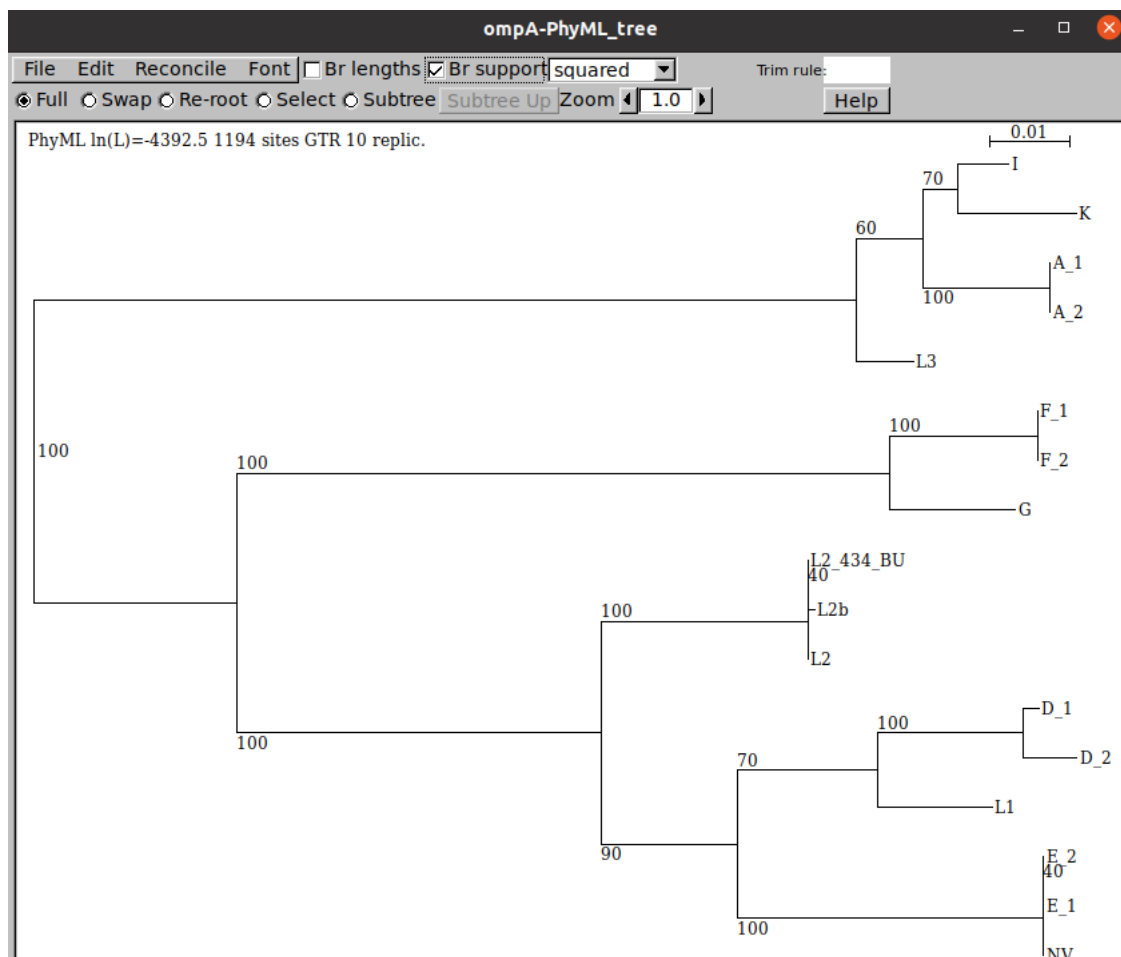 ompA-PhyML_tree
File Edit Reconcile Font Br lengths Br support squared Trim rule:
Full Swap Re-root Select Subtree Subtree Up Zoom 1.0 Help
PhyML ln(L)=-4392.5 1194 sites GTR 10 replic.
0.01
I
70
K
60
A_1
100
A_2
L3
F_1
100
100
F_2
100
G
L2_434_BU
40
100
L2b
L2
D_1
100
100
D_2
70
L1
90
E_2
40
E_1
100
NV